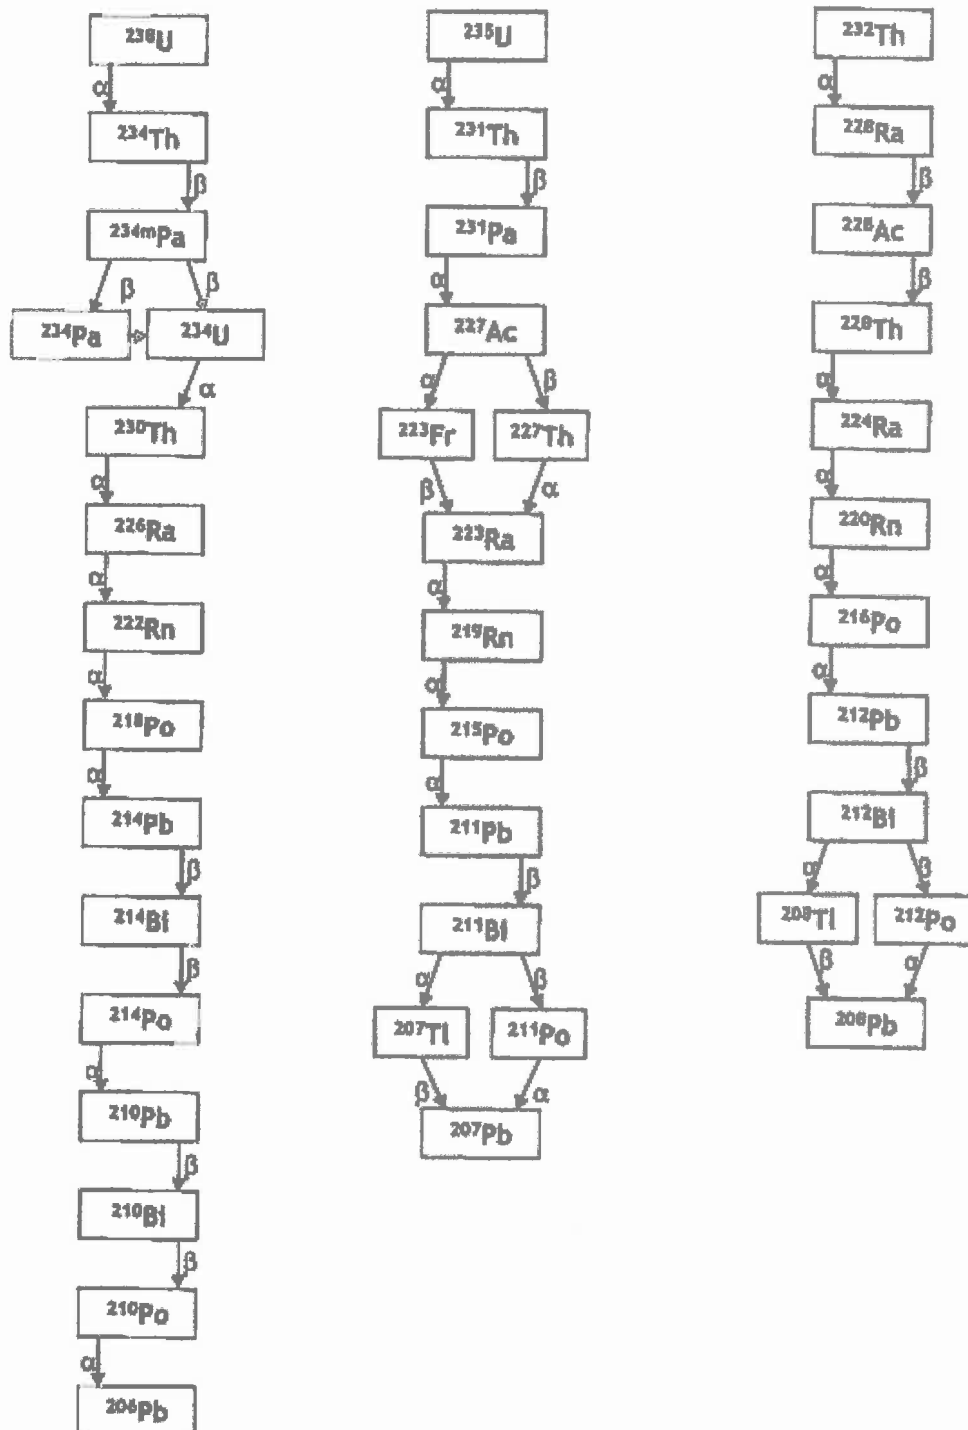 ²³⁸U
α
²³⁴Th
β
²³⁴ᵐPa
β β
²³⁴Pa ²³⁴U
α
²³⁰Th
α
²²⁶Ra
α
²²²Rn
α
²¹⁸Po
α
²¹⁴Pb
β
²¹⁴Bi
β
²¹⁴Po
α
²¹⁰Pb
β
²¹⁰Bi
β
²¹⁰Po
α
²⁰⁶Pb
²³⁵U
α
²³¹Th
β
²³¹Pa
α
²²⁷Ac
α β
²²³Fr ²²⁷Th
β α
²²³Ra
α
²¹⁹Rn
α
²¹⁵Po
α
²¹¹Pb
β
²¹¹Bi
α β
²⁰⁷Tl ²¹¹Po
β α
²⁰⁷Pb
²³²Th
α
²²⁸Ra
β
²²⁸Ac
β
²²⁸Th
α
²²⁴Ra
α
²²⁰Rn
α
²¹⁶Po
α
²¹²Pb
β
²¹²Bi
α β
²⁰⁸Tl ²¹²Po
β α
²⁰⁸Pb